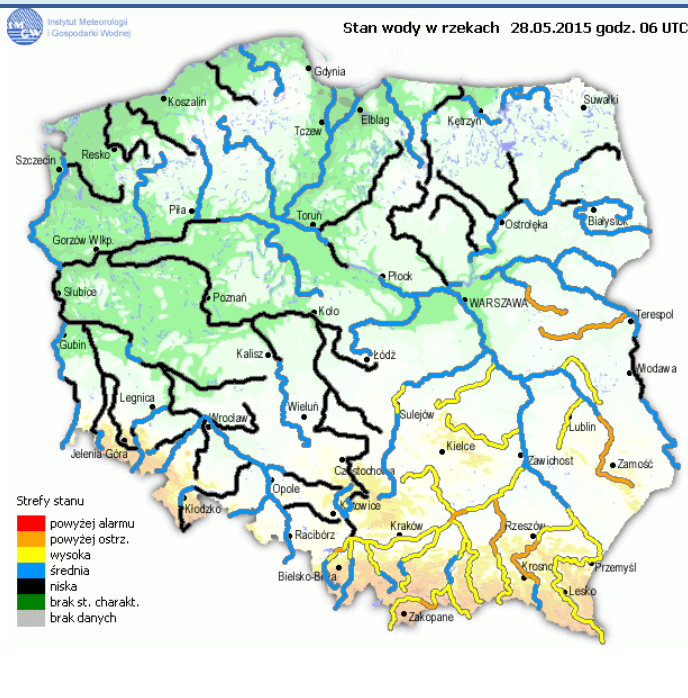 Instytut Meteorologii
i Gospodarki Wodnej
Stan wody w rzekach 28.05.2015 godz. 06 UTC
Gdynia
Koszalin
Suwałki
Elbląg
Kętrzyn
Tczew
Resko
Szczecin
Piła
Toruń
Ostrołęka
Białystok
Gorzów Wlkp.
Płock
Słubice
Poznań
WARSZAWA
Koło
Terespol
Gubin
Kalisz
Łódź
Włodawa
Legnica
Wieluń
Sulejów
Wrocław
Lublin
Jelenia Góra
Kielce
Zawichost
Zamość
Częstochowa
Opole
Strefy stanu
Kłodzko
Katowice
powyżej alarmu
powyżej ostrz.
wysoka
średnia
niska
brak st. charakt.
brak danych
Racibórz
Kraków
Rzeszów
Bielsko-Biała
Krosno
Przemyśl
Lesko
Zakopane